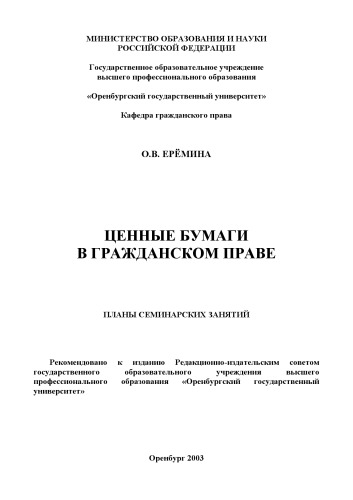 МИНИСТЕРСТВО ОБРАЗОВАНИЯ И НАУКИ
РОССИЙСКОЙ ФЕДЕРАЦИИ
Государственное образовательное учреждение
высшего профессионального образования
«Оренбургский государственный университет»
Кафедра гражданского права
О.В. ЕРЁМИНА
ЦЕННЫЕ БУМАГИ
В ГРАЖДАНСКОМ ПРАВЕ
ПЛАНЫ СЕМИНАРСКИХ ЗАНЯТИЙ
Рекомендовано к изданию Редакционно-издательским советом
государственного образовательного учреждения высшего
профессионального образования «Оренбургский государственный
университет»
Оренбург 2003